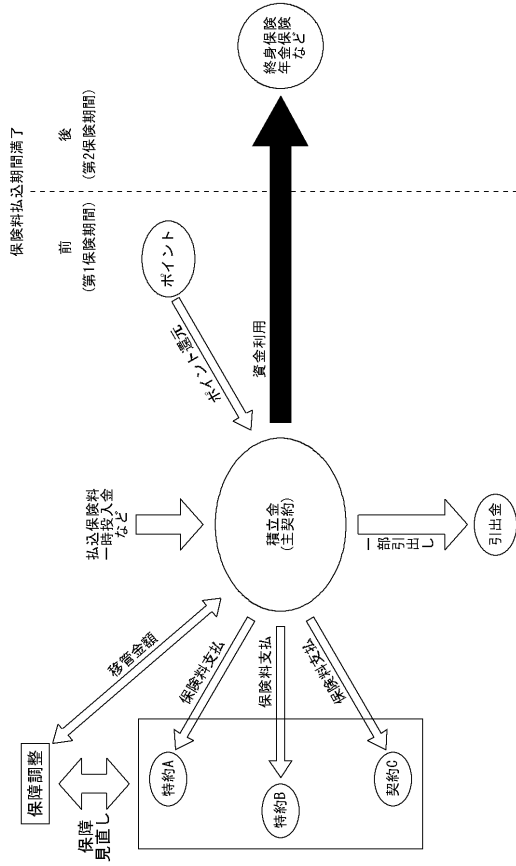 保険料払込期間満了
前
(第1保険期間)
後
(第2保険期間)
保障調整
保障
見直し
移管金額
払込保険料
一時投入金
など
ポイント
ポイント還元
特約A
特約B
契約C
保険料支払
保険料支払
保険料支払
積立金
(主契約)
資金利用
終身保険
年金保険
など
一部引出し
引出金